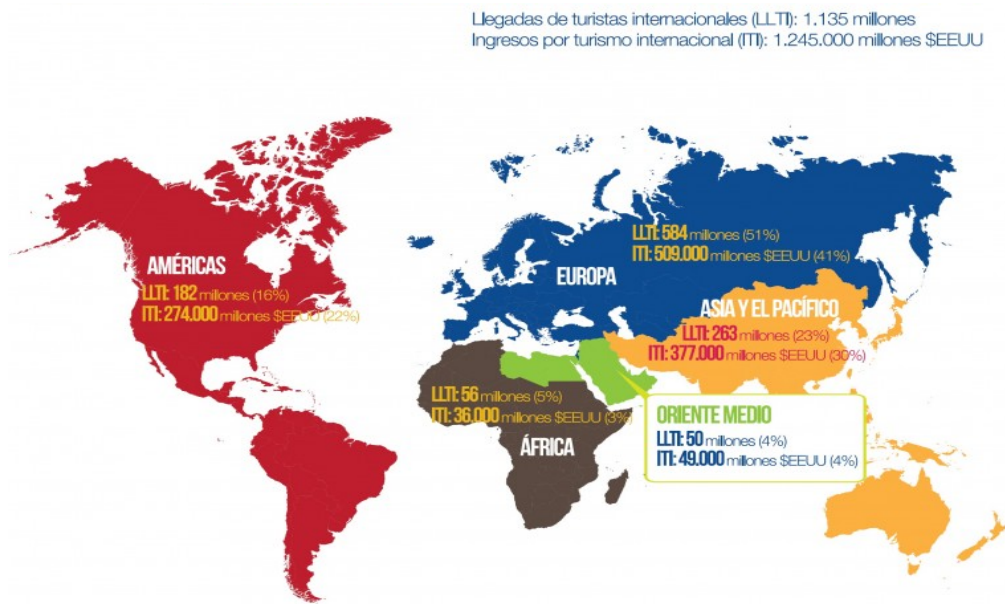 Llegadas de turistas internacionales (LLTI): 1.135 millones
Ingresos por turismo internacional (ITI): 1.245.000 millones $EEUU
AMÉRICAS
LLTI: 182 millones (16%)
ITI: 274.000 millones $EEUU (22%)
LLTI: 584 millones (51%)
ITI: 509.000 millones $EEUU (41%)
EUROPA
ASIA Y EL PACÍFICO
LLTI: 263 millones (23%)
ITI: 377.000 millones $EEUU (30%)
LLTI: 56 millones (5%)
ITI: 36.000 millones $EEUU (3%)
ÁFRICA
ORIENTE MEDIO
LLTI: 50 millones (4%)
ITI: 49.000 millones $EEUU (4%)